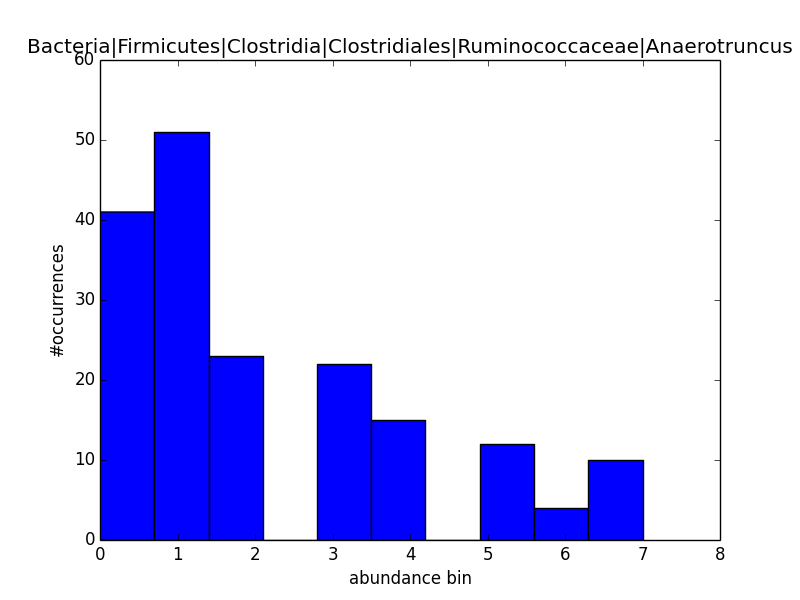 Bacteria|Firmicutes|Clostridia|Clostridiales|Ruminococcaceae|Anaerotruncus
60
50
40
30
20
10
0
#occurrences
0 1 2 3 4 5 6 7 8
abundance bin